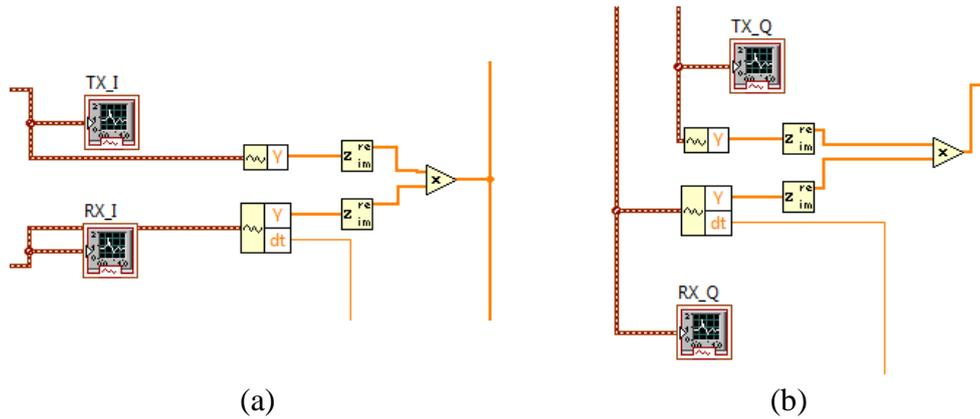 TX_I
Y
z re
im
RX_I
Y
dt
z re
im
x
(a)
TX_Q
Y
z re
im
Y
dt
z re
im
x
RX_Q
(b)